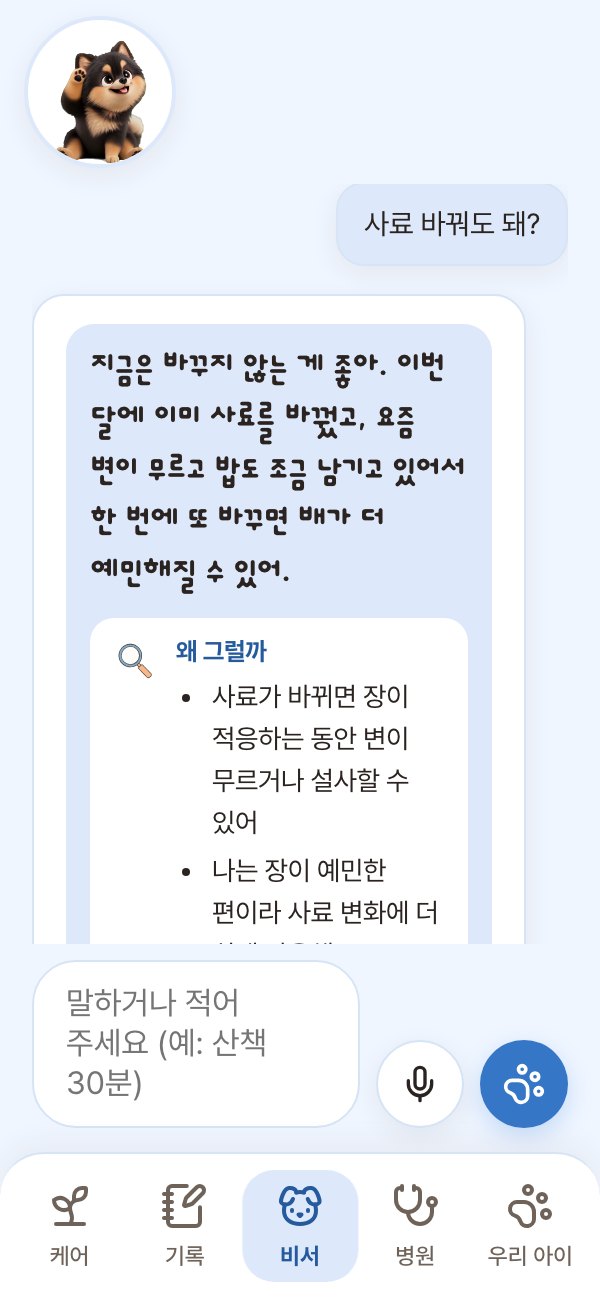 사료 바꿔도 돼?
지금은 바꾸지 않는 게 좋아. 이번
달에 이미 사료를 바꿨고, 요즘
변이 무르고 밥도 조금 남기고 있어서
한 번에 또 바꾸면 배가 더
예민해질 수 있어.
왜 그럴까
• 사료가 바뀌면 장이
적응하는 동안 변이
무르거나 설사할 수
있어
• 나는 장이 예민한
편이라 사료 변화에 더
말하거나 적어
주세요 (예: 산책
30분)
케어
기록
비서
병원
우리 아이